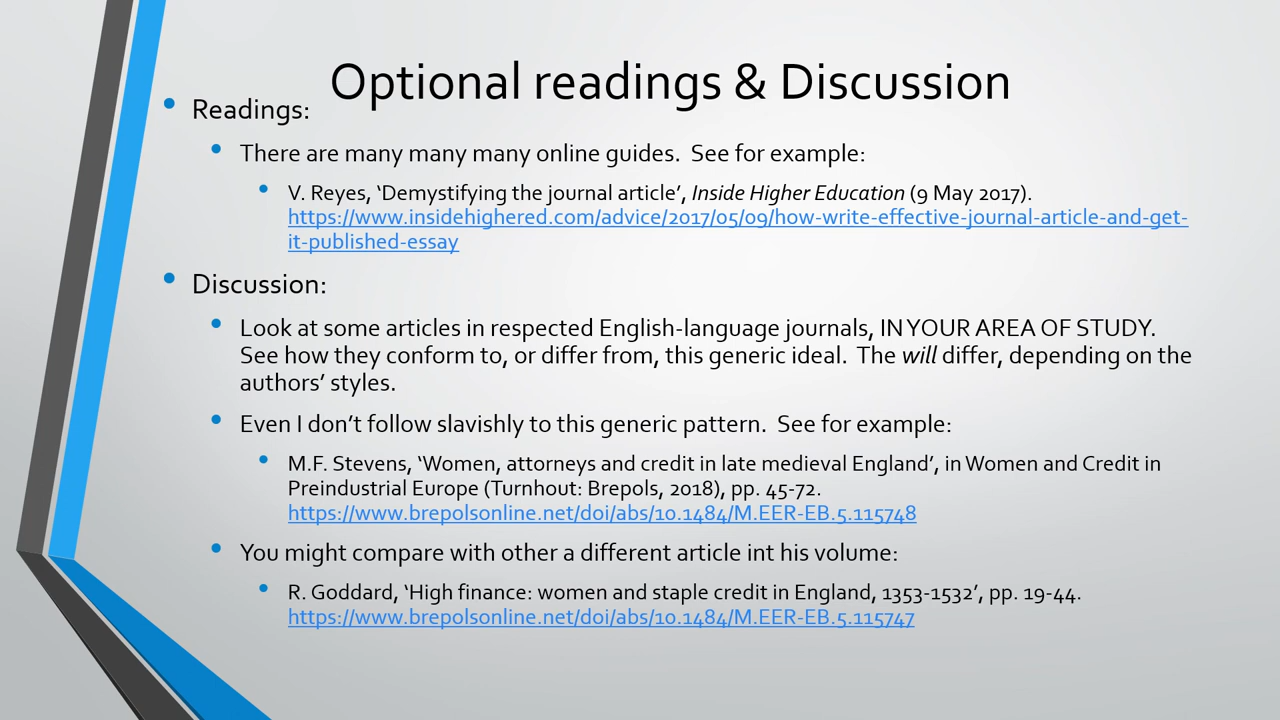 Optional readings & Discussion
Readings:
There are many many many online guides.  See for example:
V. Reyes, ‘Demystifying the journal article’, Inside Higher Education (9 May 2017).
https://www.insidehighered.com/advice/2017/05/09/how-write-effective-journal-article-and-get-
it-published-essay
Discussion:
Look at some articles in respected English-language journals, IN YOUR AREA OF STUDY.
See how they conform to, or differ from, this generic ideal.  The will differ, depending on the
authors’ styles.
Even I don’t follow slavishly to this generic pattern.  See for example:
M.F. Stevens, ‘Women, attorneys and credit in late medieval England’, in Women and Credit in
Preindustrial Europe (Turnhout: Brepols, 2018), pp. 45-72.
https://www.brepolsonline.net/doi/abs/10.1484/M.EER-EB.5.115748
You might compare with other a different article int his volume:
R. Goddard, ‘High finance: women and staple credit in England, 1353-1532’, pp. 19-44.
https://www.brepolsonline.net/doi/abs/10.1484/M.EER-EB.5.115747